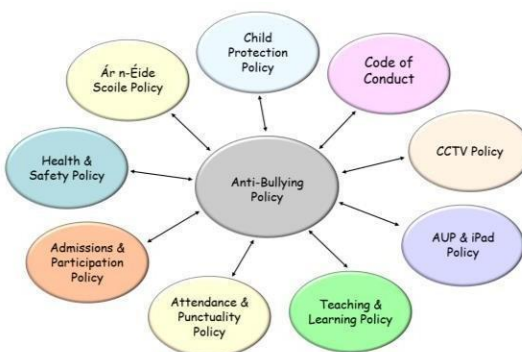 Child
Protection
Policy
Code of
Conduct
CCTV Policy
AUP & iPad
Policy
Teaching &
Learning Policy
Attendance &
Punctuality
Policy
Admissions &
Participation
Policy
Health &
Safety Policy
Ár n-Éide
Scoile Policy
Anti-Bullying
Policy